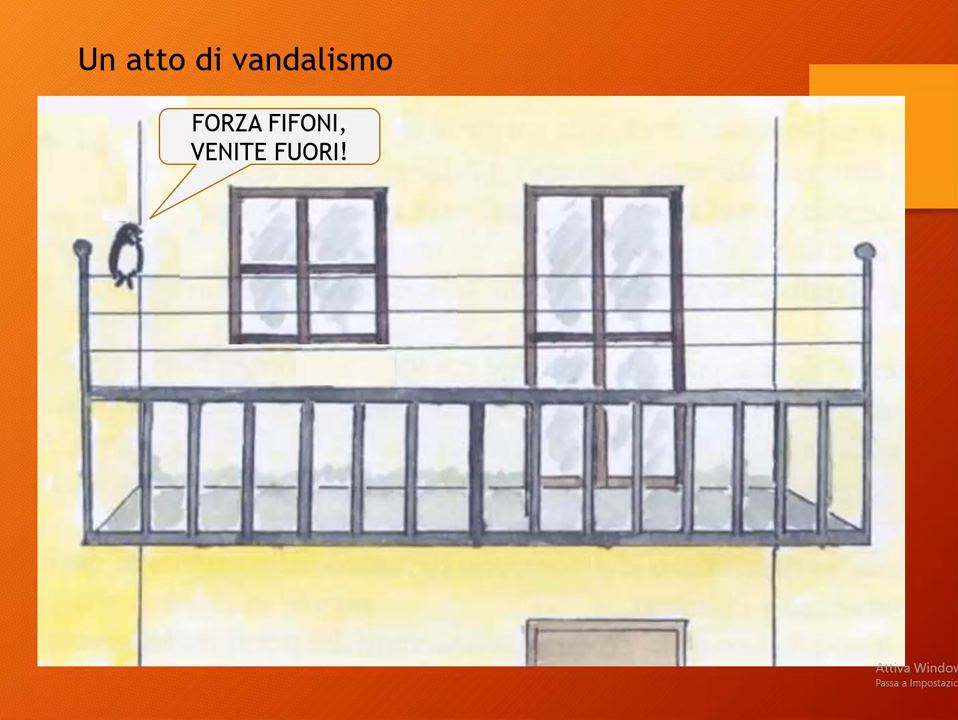 Un atto di vandalismo
FORZA FIFONI,
VENITE FUORI!
Attiva Window
Passa a Impostazio